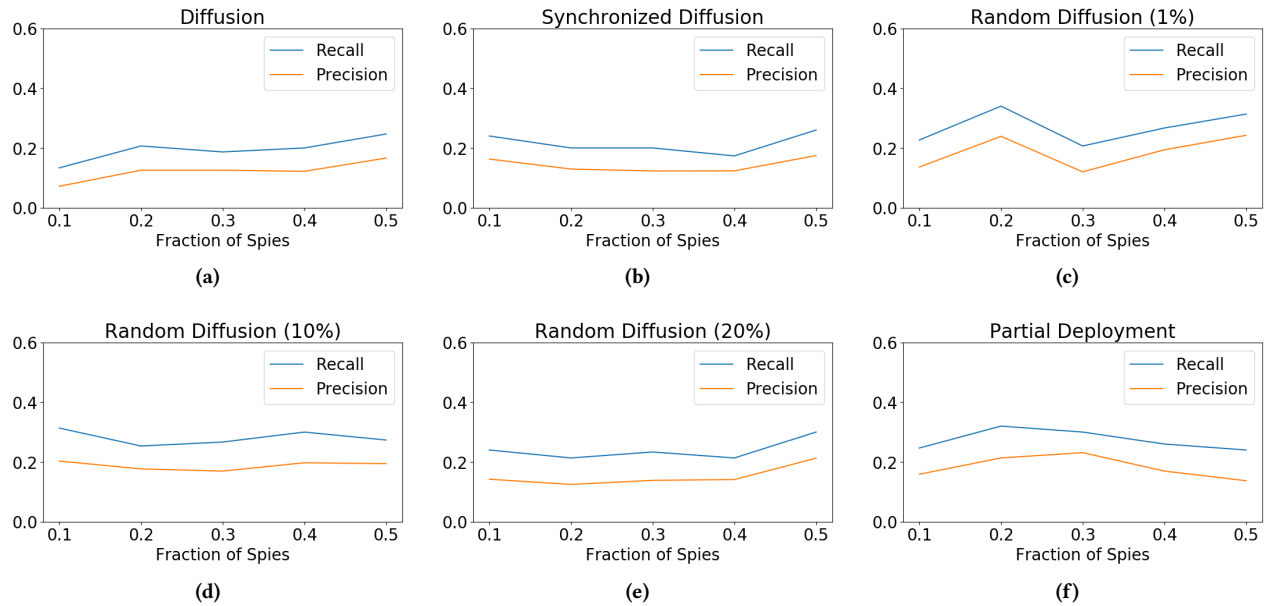 Diffusion
0.6
0.4
0.2
0.0
Recall
Precision
0.1 0.2 0.3 0.4 0.5
Fraction of Spies
(a)
Synchronized Diffusion
0.6
0.4
0.2
0.0
Recall
Precision
0.1 0.2 0.3 0.4 0.5
Fraction of Spies
(b)
Random Diffusion (1%)
0.6
0.4
0.2
0.0
Recall
Precision
0.1 0.2 0.3 0.4 0.5
Fraction of Spies
(c)
Random Diffusion (10%)
0.6
0.4
0.2
0.0
Recall
Precision
0.1 0.2 0.3 0.4 0.5
Fraction of Spies
(d)
Random Diffusion (20%)
0.6
0.4
0.2
0.0
Recall
Precision
0.1 0.2 0.3 0.4 0.5
Fraction of Spies
(e)
Partial Deployment
0.6
0.4
0.2
0.0
Recall
Precision
0.1 0.2 0.3 0.4 0.5
Fraction of Spies
(f)